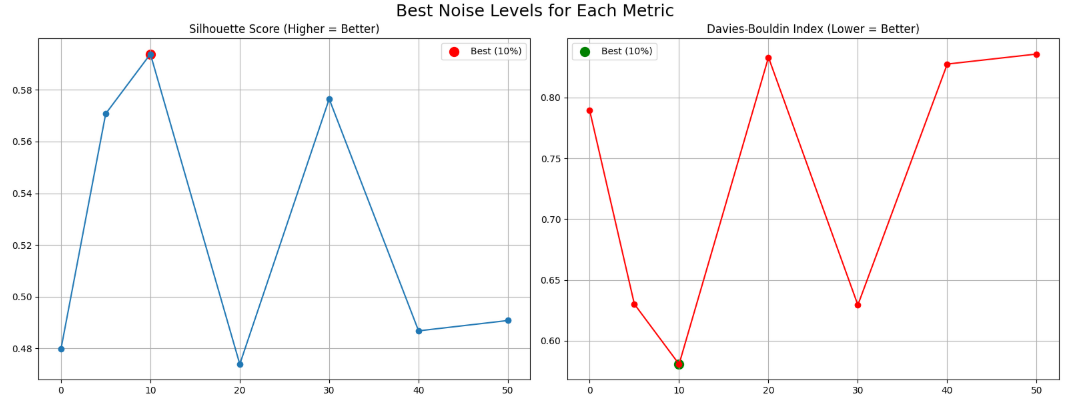 Best Noise Levels for Each Metric
Silhouette Score (Higher = Better)
Best (10%)
0.58
0.56
0.54
0.52
0.50
0.48
0 10 20 30 40 50
Davies-Bouldin Index (Lower = Better)
Best (10%)
0.80
0.75
0.70
0.65
0.60
0 10 20 30 40 50